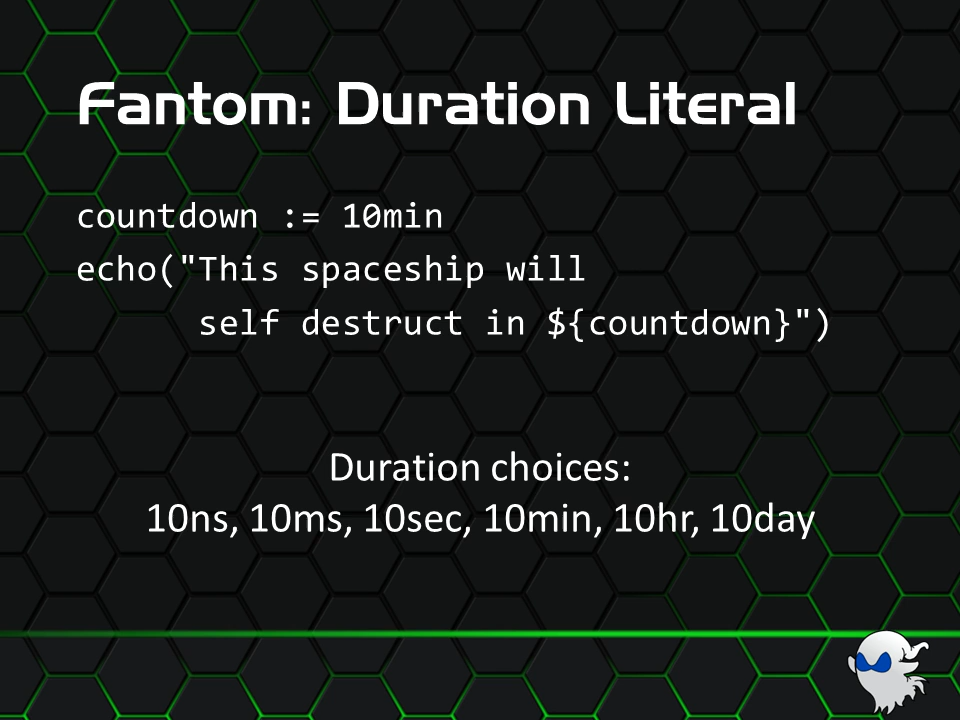 Fantom: Duration Literal
countdown := 10min
echo("This spaceship will
self destruct in ${countdown}")
Duration choices:
10ns, 10ms, 10sec, 10min, 10hr, 10day